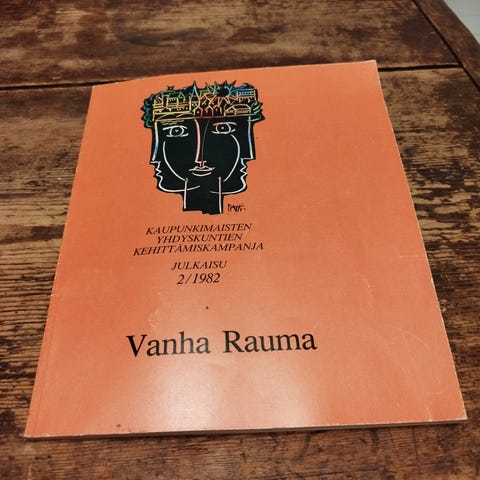 KAUPUNKIMAISTEN
YHDYSKUNTIEN
KEHITTÄMISKAMPANJA
JULKAISU
2/1982
Vanha Rauma